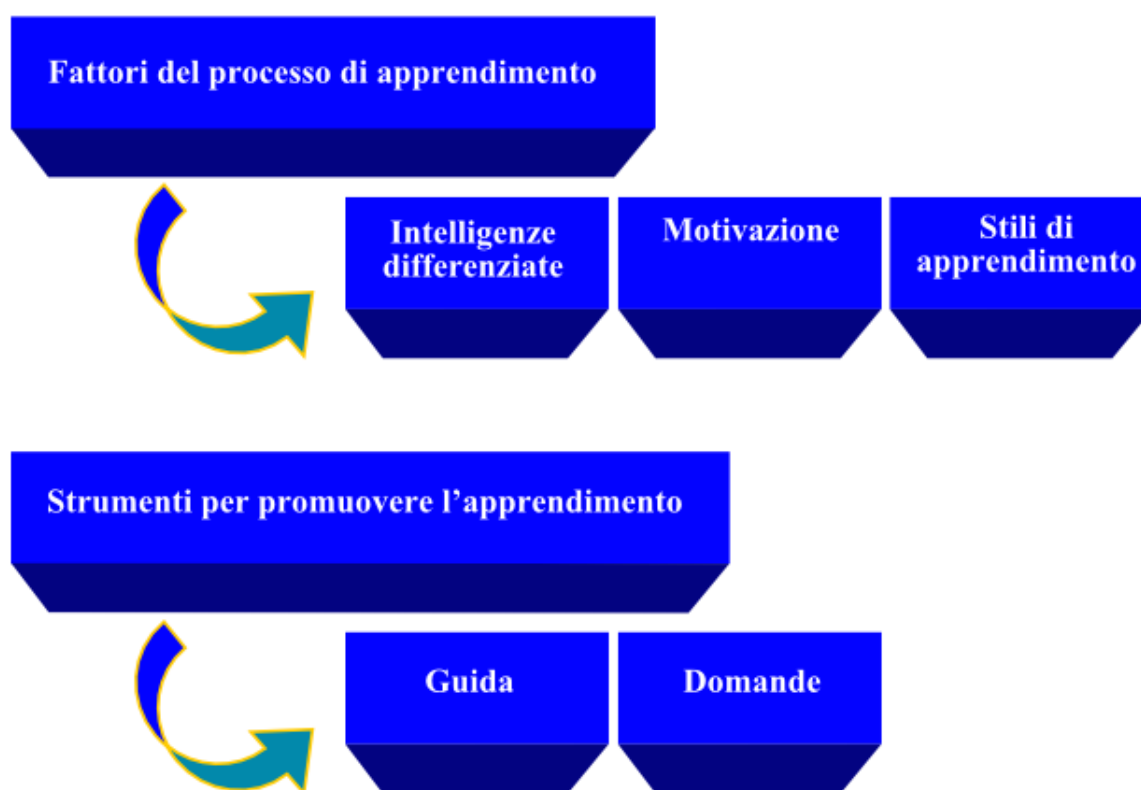 Fattori del processo di apprendimento
Intelligenze
differenziate
Motivazione
Stili di
apprendimento
Strumenti per promuovere l’apprendimento
Guida
Domande